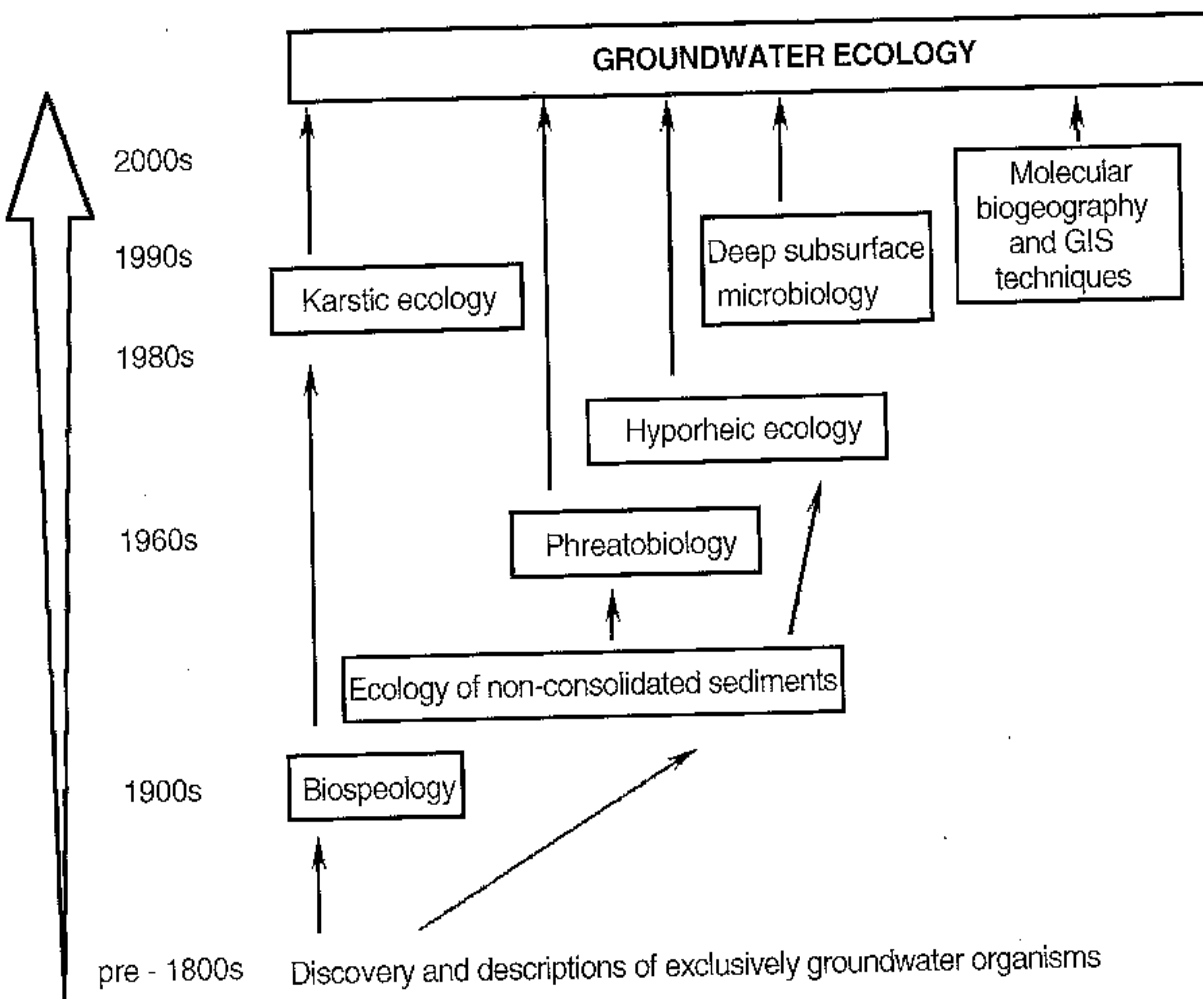 GROUNDWATER ECOLOGY
2000s
Molecular
biogeography
and GIS
techniques
1990s
Deep subsurface
microbiology
Karstic ecology
1980s
Hyporheic ecology
1960s
Phreatobiology
Ecology of non-consolidated sediments
1900s
Biospeology
pre - 1800s
Discovery and descriptions of exclusively groundwater organisms